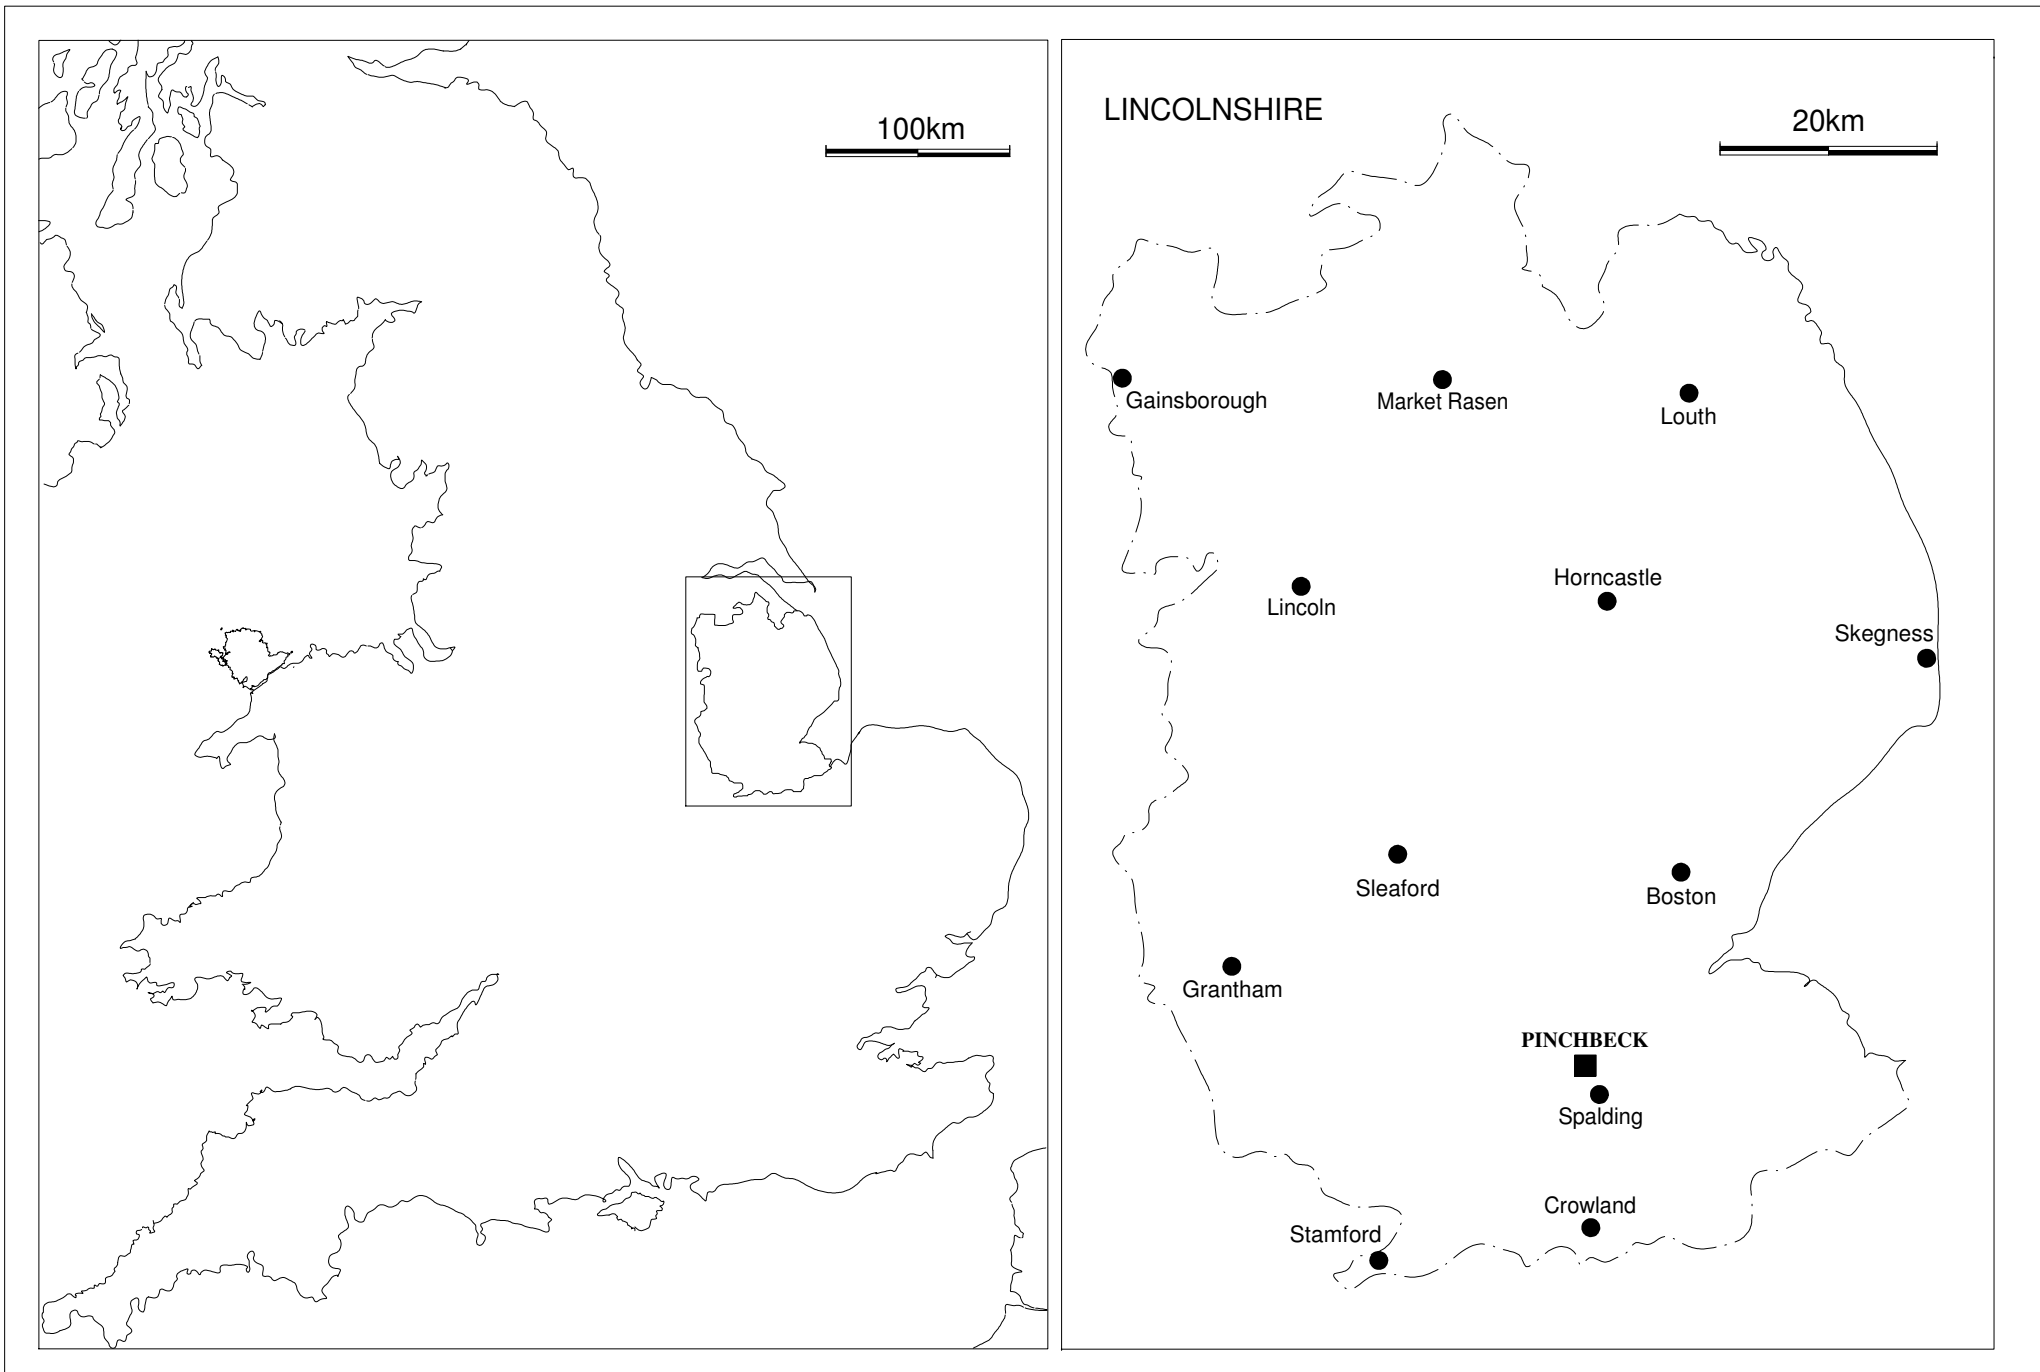 100km
LINCOLNSHIRE
20km
Gainsborough
Market Rasen
Louth
Horncastle
Lincoln
Skegness
Sleaford
Boston
Grantham
PINCHBECK
Spalding
Crowland
Stamford